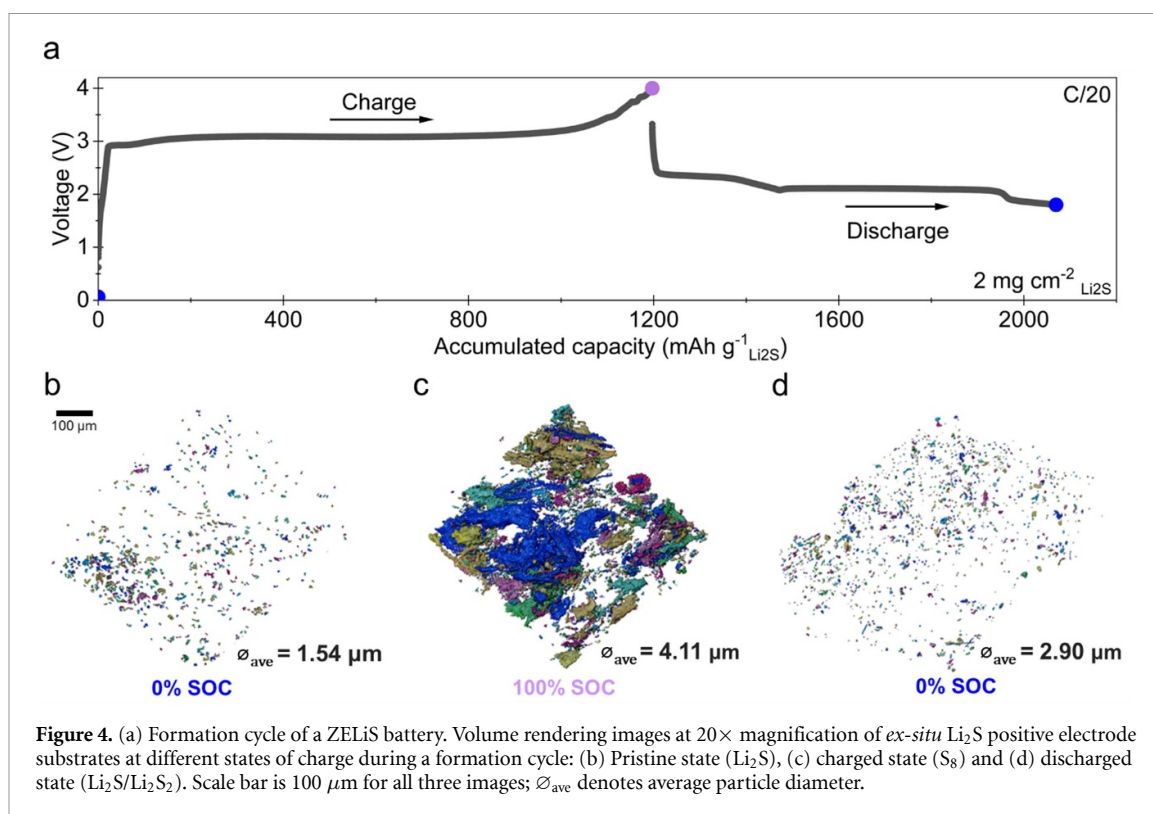 a
4
3
2
1
0
Voltage (V)
Charge
C/20
Discharge
2 mg cm⁻² Li2S
0 400 800 1200 1600 2000
Accumulated capacity (mAh g⁻¹Li2S)
b c d
100 µm
⌀ave = 1.54 µm ⌀ave = 4.11 µm ⌀ave = 2.90 µm
0% SOC 100% SOC 0% SOC
Figure 4. (a) Formation cycle of a ZELiS battery. Volume rendering images at 20× magnification of ex-situ Li₂S positive electrode
substrates at different states of charge during a formation cycle: (b) Pristine state (Li₂S), (c) charged state (S₈) and (d) discharged
state (Li₂S/Li₂S₂). Scale bar is 100 µm for all three images; ∅ave denotes average particle diameter.